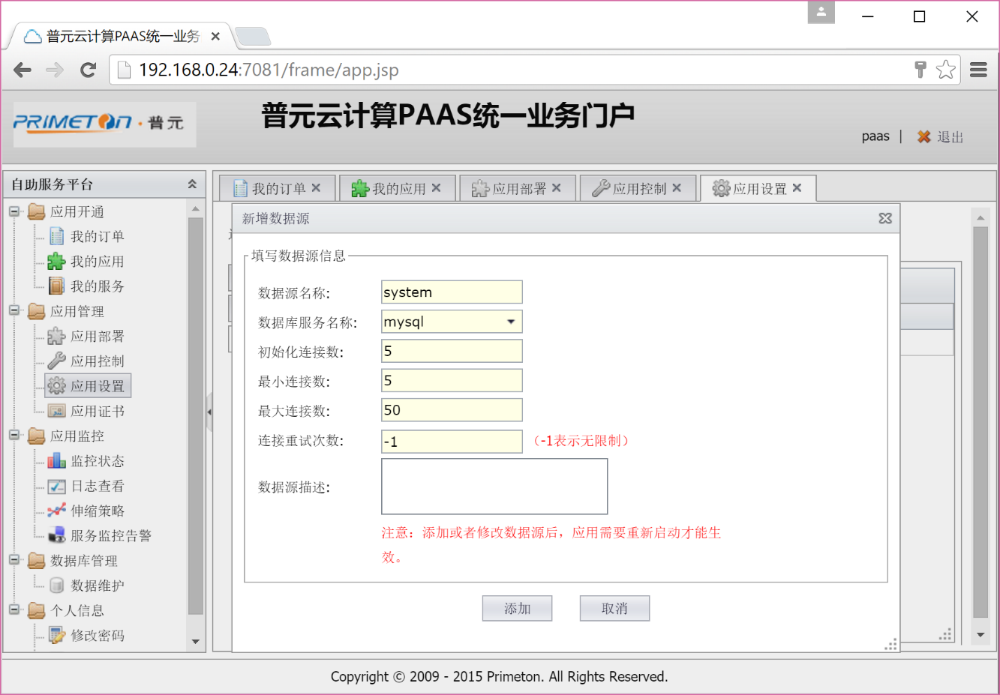 普元云计算PAAS统一业务
192.168.0.24:7081/frame/app.jsp
PRIMETON·普元
普元云计算PAAS统一业务门户
paas | 退出
自助服务平台
应用开通
我的订单
我的应用
我的服务
应用管理
应用部署
应用控制
应用设置
应用证书
应用监控
监控状态
日志查看
伸缩策略
服务监控告警
数据库管理
数据维护
个人信息
修改密码
我的订单 我的应用 应用部署 应用控制 应用设置
新增数据源
填写数据源信息
数据源名称: system
数据库服务名称: mysql
初始化连接数: 5
最小连接数: 5
最大连接数: 50
连接重试次数: -1 （-1表示无限制）
数据源描述:
注意：添加或者修改数据源后，应用需要重新启动才能生
效。
添加 取消
Copyright © 2009 - 2015 Primeton. All Rights Reserved.